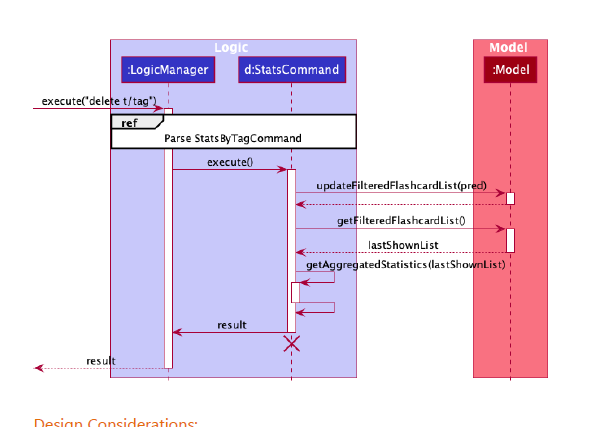 Logic
Model
:LogicManager
d:StatsCommand
:Model
execute("delete t/tag")
ref
Parse StatsByTagCommand
execute()
updateFilteredFlashcardList(pred)
getFilteredFlashcardList()
lastShownList
getAggregatedStatistics(lastShownList)
result
result
Design Considerations: